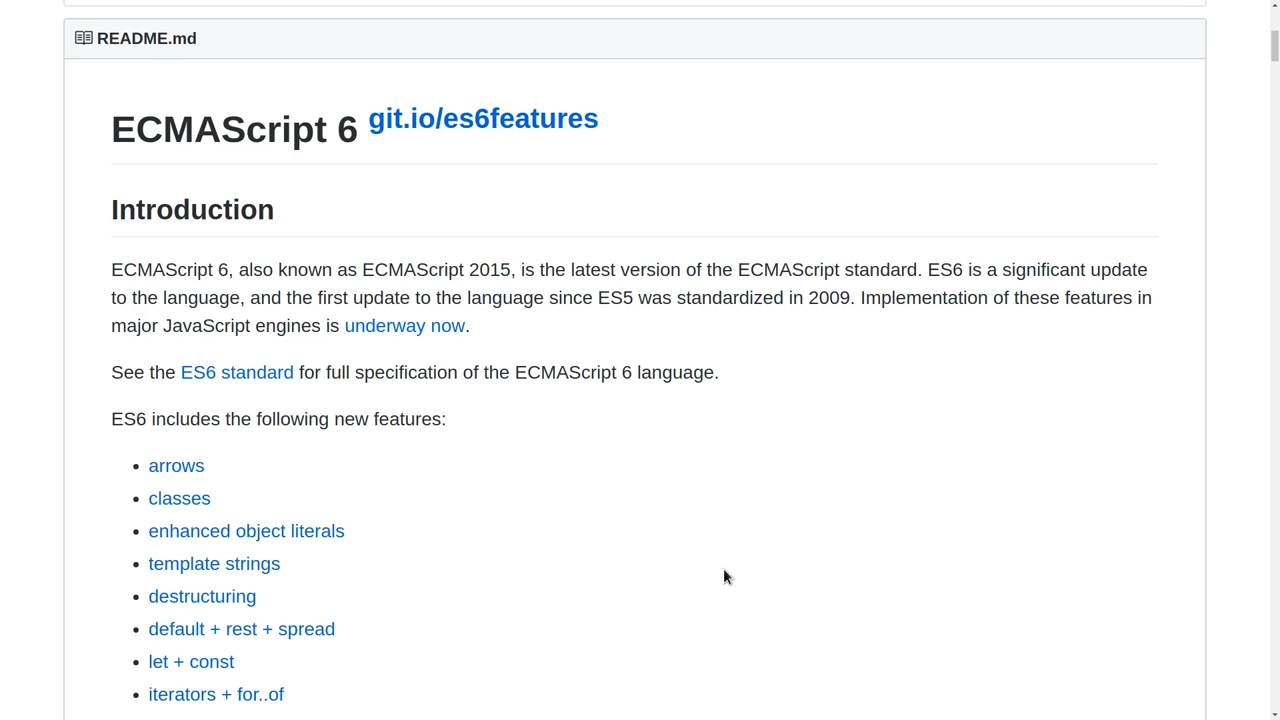 README.md
ECMAScript 6 git.io/es6features
Introduction
ECMAScript 6, also known as ECMAScript 2015, is the latest version of the ECMAScript standard. ES6 is a significant update
to the language, and the first update to the language since ES5 was standardized in 2009. Implementation of these features in
major JavaScript engines is underway now.
See the ES6 standard for full specification of the ECMAScript 6 language.
ES6 includes the following new features:
arrows
classes
enhanced object literals
template strings
destructuring
default + rest + spread
let + const
iterators + for..of